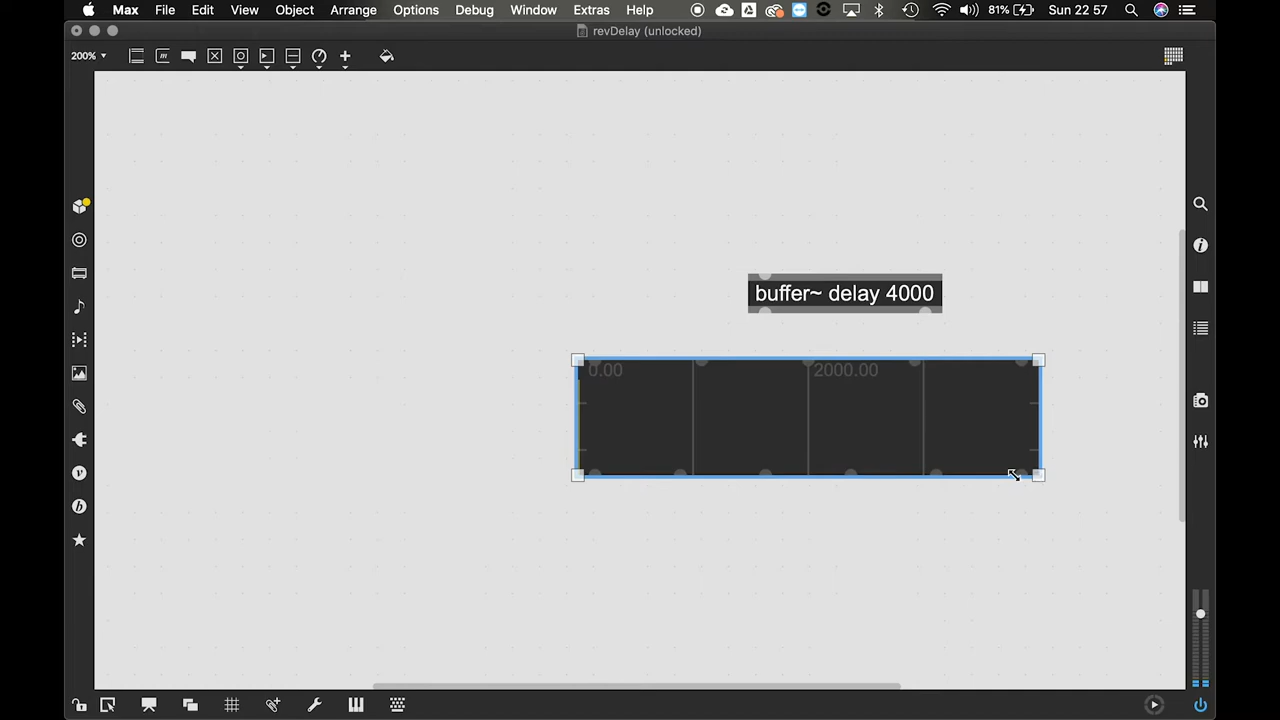 Max File Edit View Object Arrange Options Debug Window Extras Help 81% Sun 22 57
revDelay (unlocked)
200%
buffer~ delay 4000
0.00 2000.00